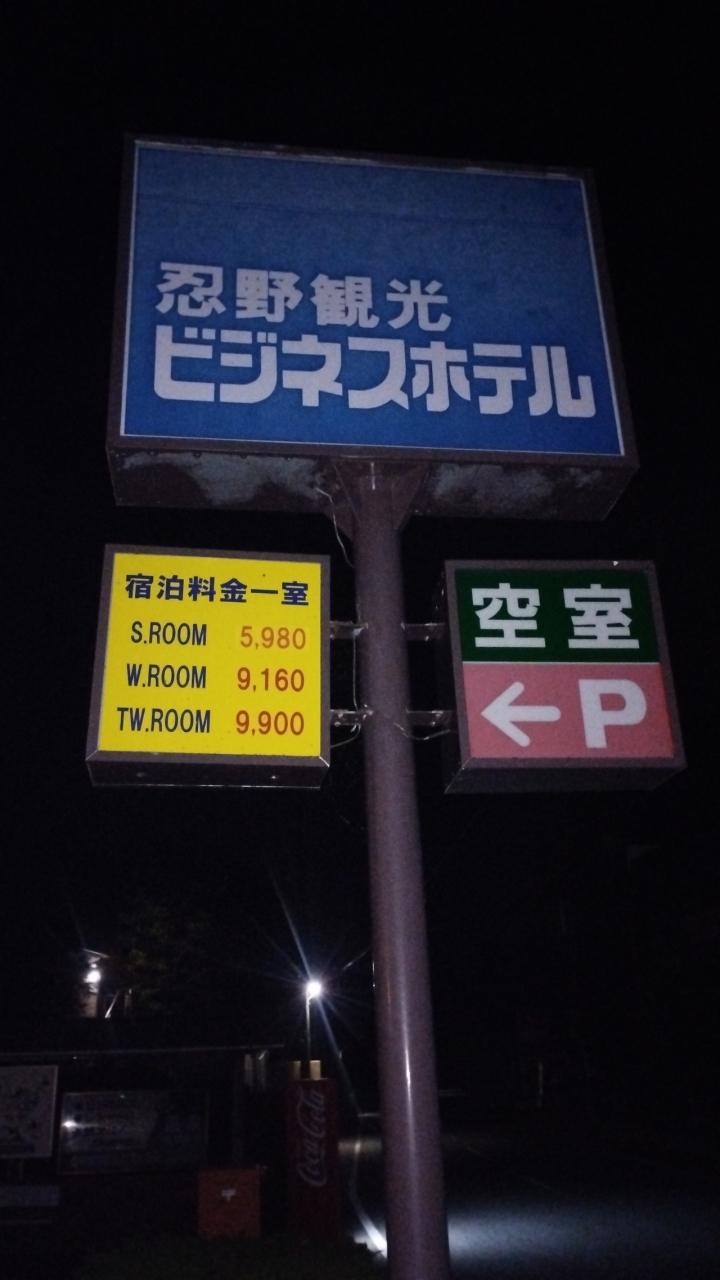 忍野観光
ビジネスホテル
宿泊料金一室
S.ROOM 5,980
W.ROOM 9,160
TW.ROOM 9,900
空室
←P
Coca-Cola
〒